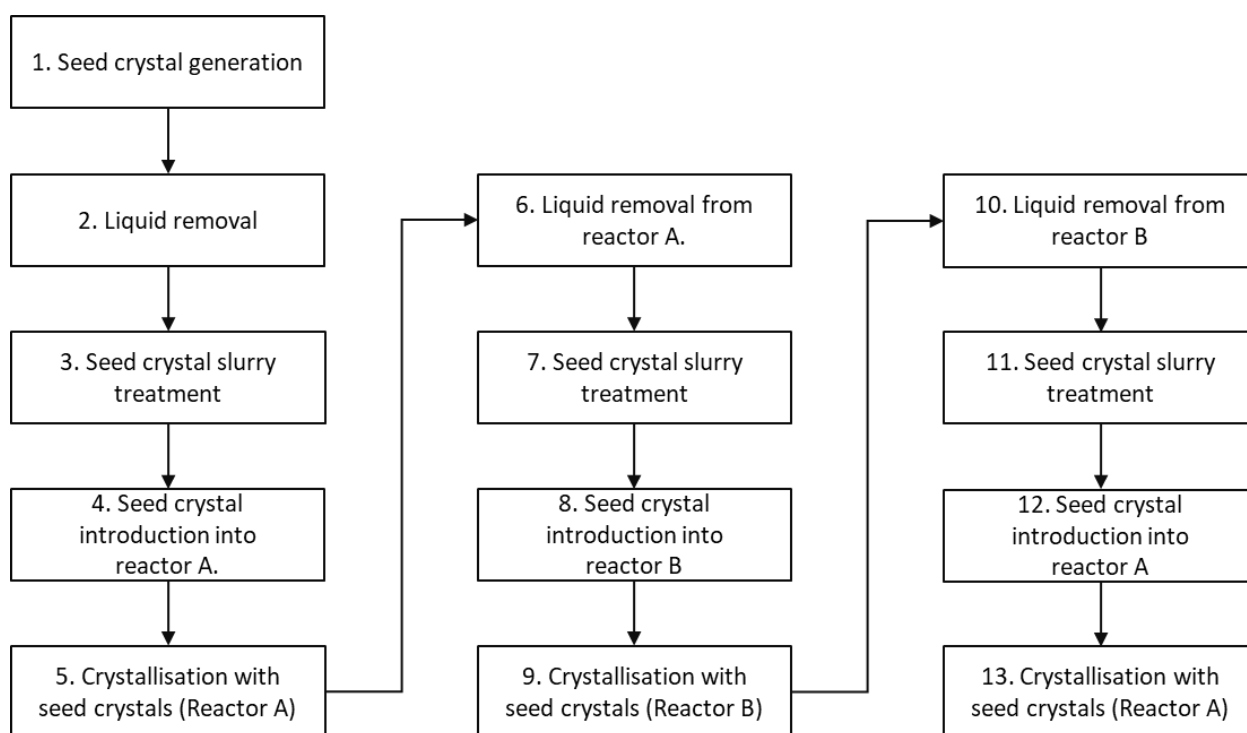 1. Seed crystal generation
2. Liquid removal
3. Seed crystal slurry
treatment
4. Seed crystal
introduction into
reactor A.
5. Crystallisation with
seed crystals (Reactor A)
6. Liquid removal from
reactor A.
7. Seed crystal slurry
treatment
8. Seed crystal
introduction into
reactor B
9. Crystallisation with
seed crystals (Reactor B)
10. Liquid removal from
reactor B
11. Seed crystal slurry
treatment
12. Seed crystal
introduction into
reactor A
13. Crystallisation with
seed crystals (Reactor A)